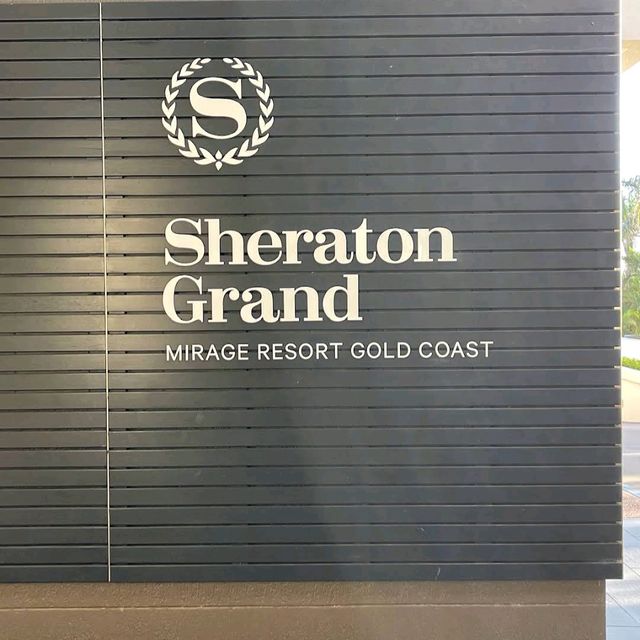 S
Sheraton
Grand
MIRAGE RESORT GOLD COAST